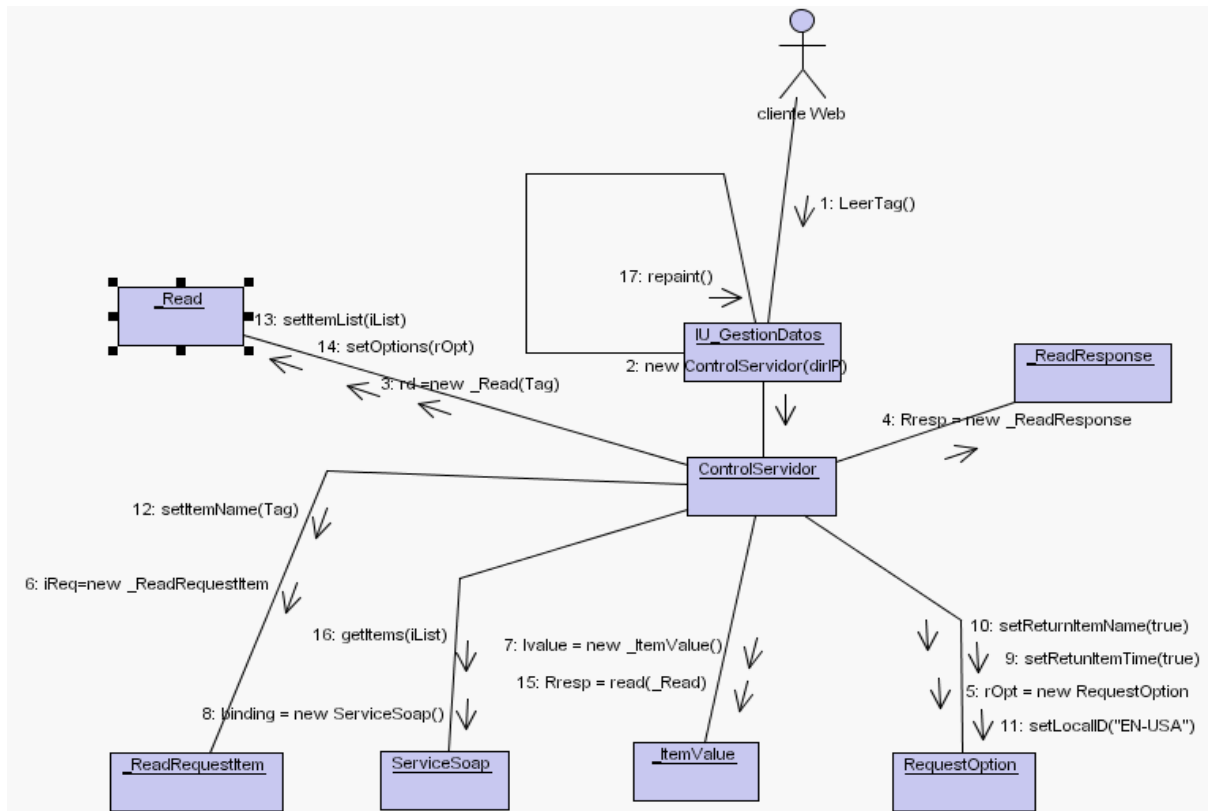 cliente Web
1: LeerTag()
17: repaint()
_Read
13: setItemList(iList)
14: setOptions(rOpt)
3: rd =new _Read(Tag)
IU_GestionDatos
2: new ControlServidor(dirIP)
_ReadResponse
4: Rresp = new _ReadResponse
ControlServidor
12: setItemName(Tag)
6: iReq=new _ReadRequestItem
16: getItems(iList)
7: Ivalue = new _ItemValue()
15: Rresp = read(_Read)
8: binding = new ServiceSoap()
10: setReturnItemName(true)
9: setRetunItemTime(true)
5: rOpt = new RequestOption
11: setLocalID("EN-USA")
_ReadRequestItem
ServiceSoap
_ItemValue
RequestOption